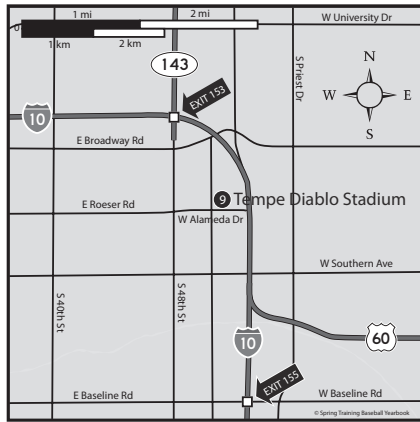 0
1 mi
2 mi
1 km
2 km
W University Dr
143
EXIT 153
S Priest Dr
N
W
E
S
10
E Broadway Rd
9 Tempe Diablo Stadium
E Roeser Rd
W Alameda Dr
W Southern Ave
S 40th St
S 48th St
10
60
EXIT 155
E Baseline Rd
W Baseline Rd
© Spring Training Baseball Yearbook